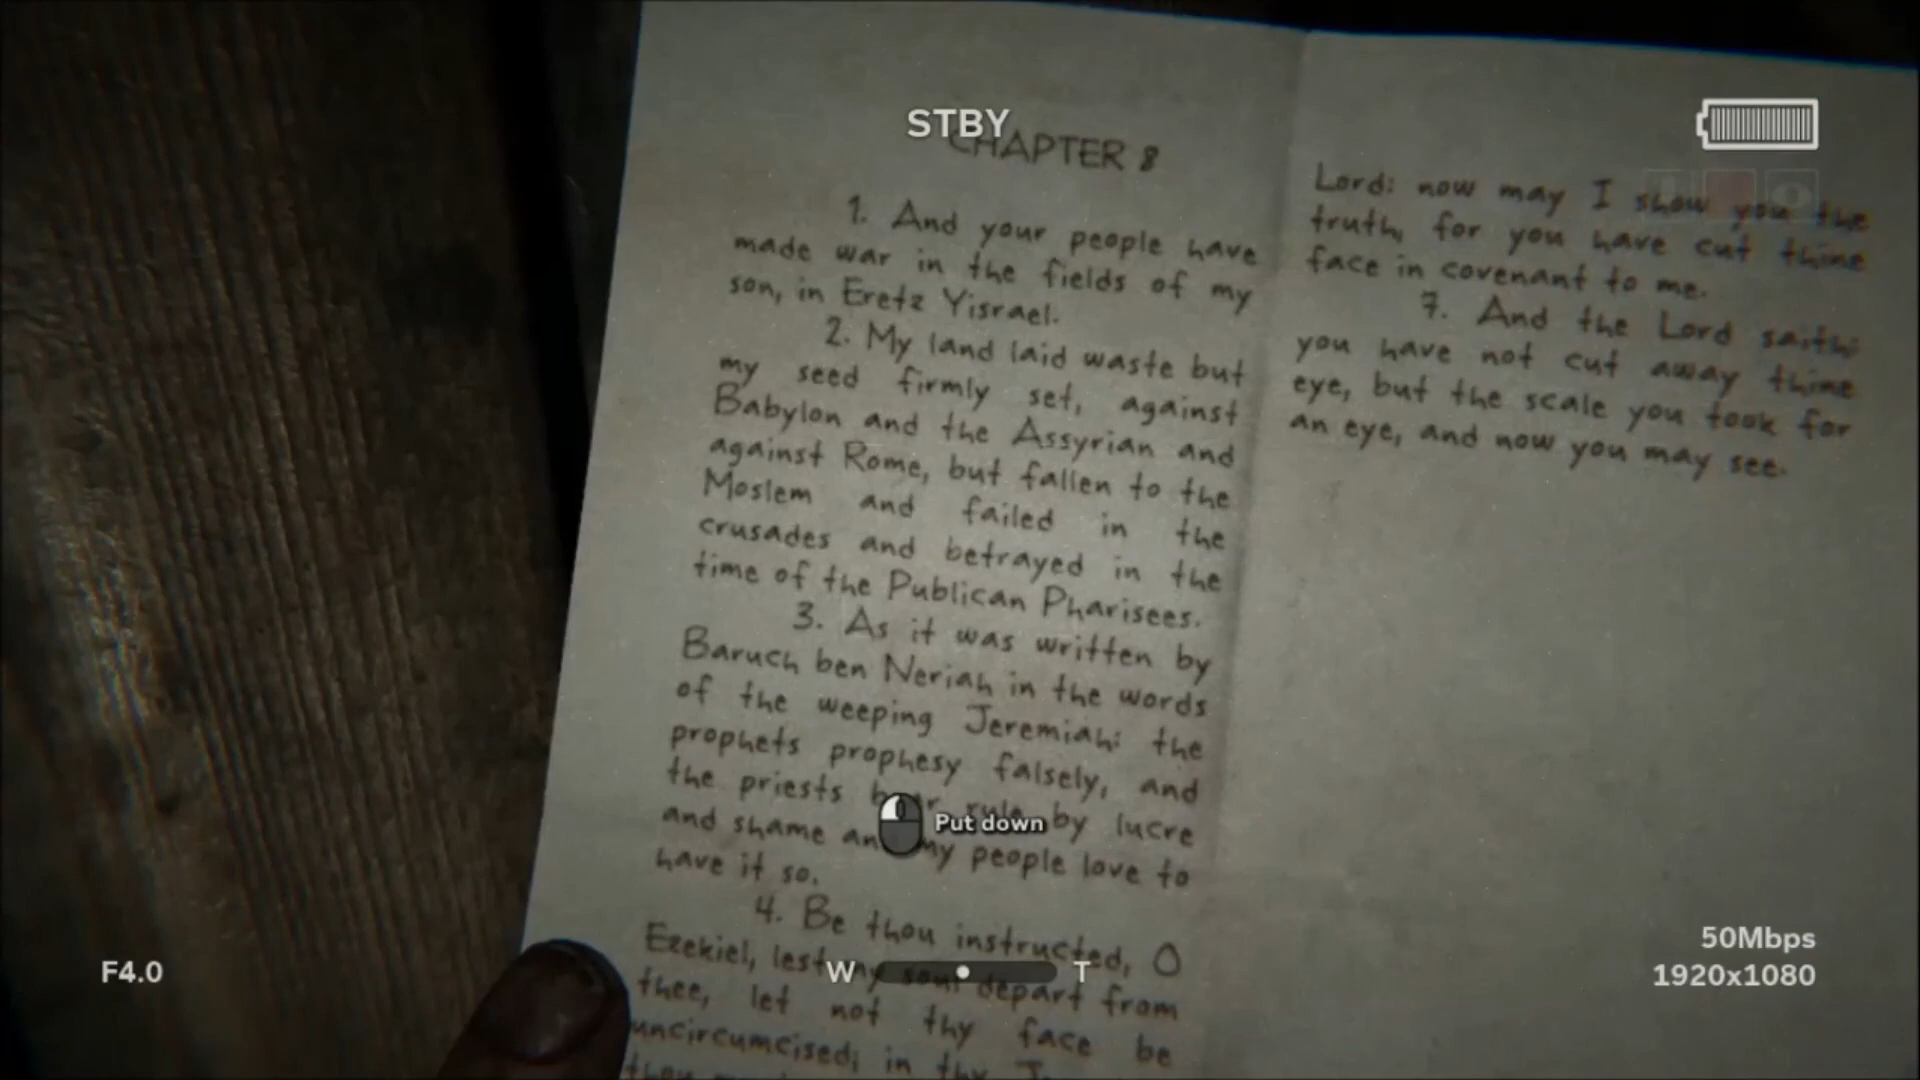 STBY
CHAPTER 8
1. And your people have
made war in the fields of my
son, in Eretz Yisrael.
2. My land laid waste but
my seed firmly set, against
Babylon and the Assyrian and
against Rome, but fallen to the
Moslem and failed in the
crusades and betrayed in the
time of the Publican Pharisees.
3. As it was written by
Baruch ben Neriah in the words
of the weeping Jeremiah: the
prophets prophesy falsely, and
the priests by lucre
and shame my people love to
have it so.
4. Be thou instructed, O
Ezekiel, lest my soul depart from
thee, let not thy face be
uncircumcised; in thy
thou
Lord: now may I show you the
truth, for you have cut thine
face in covenant to me.
7. And the Lord saith:
you have not cut away thine
eye, but the scale you took for
an eye, and now you may see.
Put down
F4.0
W T
50Mbps
1920x1080